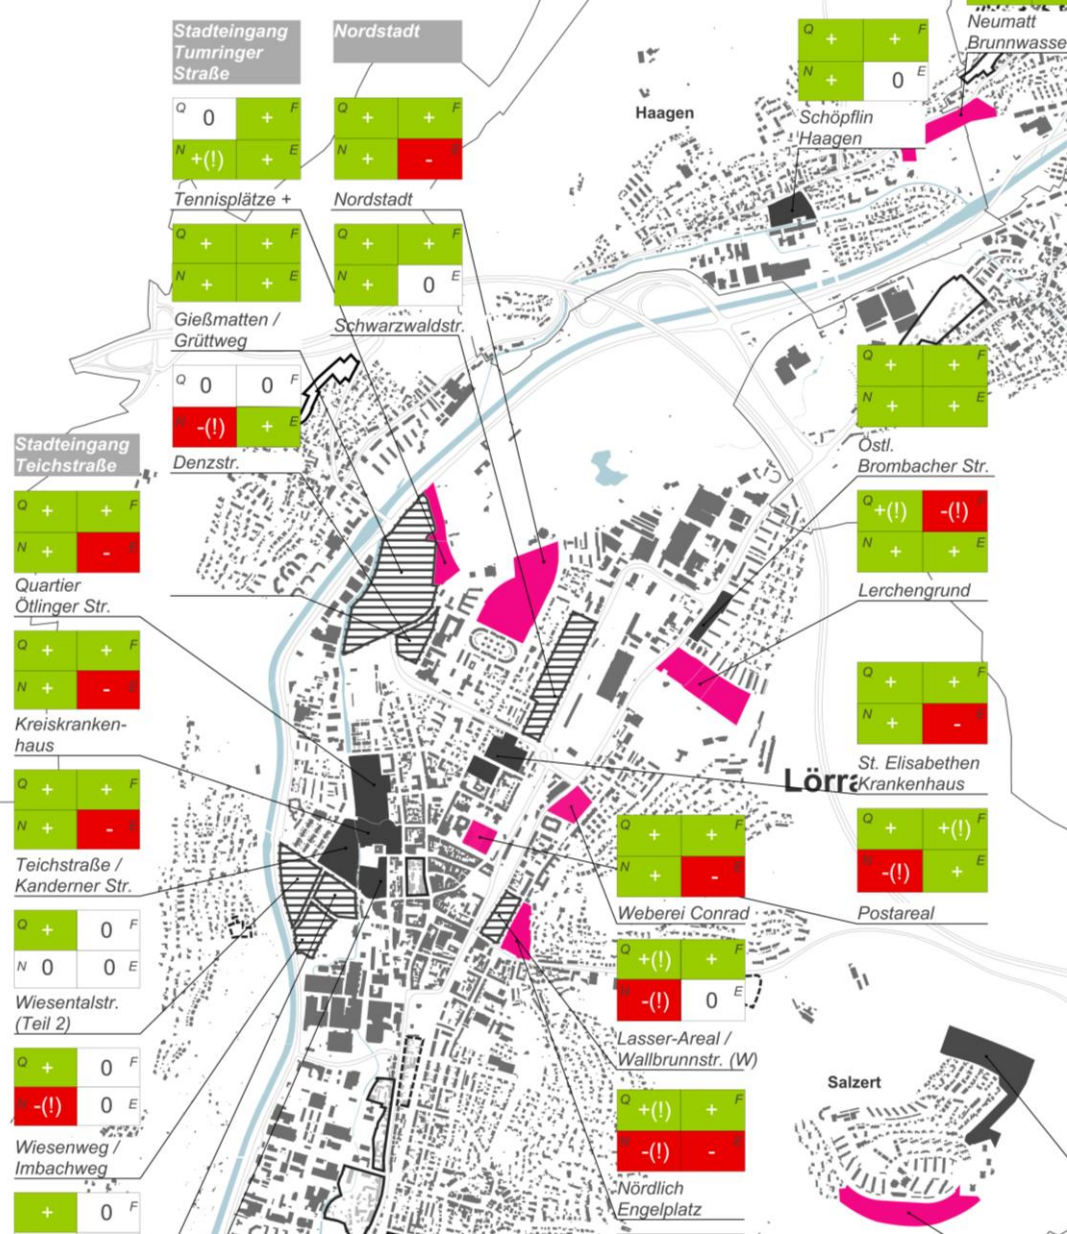 Stadteingang
Tumringer
Straße
Q 0 + F
N +(!) + E
Tennisplätze +
Q + + F
N + + E
Gießmatten /
Grüttweg
Q 0 0 F
N -(!) + E
Denzstr.
Nordstadt
Q + + F
N + - E
Nordstadt
Q + + F
N + 0 E
Schwarzwaldstr.
Haagen
Q + + F
N + 0 E
Schöpflin
Haagen
Neumatt
Brunnwasse
Q + + F
N + + E
Östl.
Brombacher Str.
Q +(!) -(!)
N + + E
Lerchengrund
Q + + F
N + -
St. Elisabethen
Krankenhaus
Lörra
Q + +(!) F
-(!) + E
Postareal
Stadteingang
Teichstraße
Q + + F
N + - E
Quartier
Ötlinger Str.
Q + + F
N + - E
Kreiskranken-
haus
Q + + F
N + - E
Teichstraße /
Kanderner Str.
Q + 0 F
N 0 0 E
Wiesentalstr.
(Teil 2)
Q + 0 F
N -(!) 0 E
Wiesenweg /
Imbachweg
+ 0 F
Q + + F
N + - E
Weberei Conrad
Q +(!) + F
N -(!) 0 E
Lasser-Areal /
Wallbrunnstr. (W)
Q +(!) + F
N -(!) - E
Nördlich
Engelplatz
Salzert